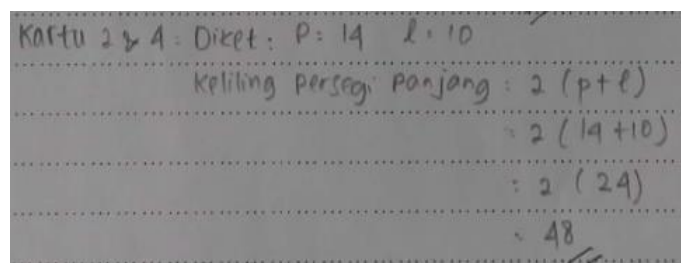 Kartu 2 & 4 : Diket : P : 14 l : 10
Keliling persegi panjang : 2 (p+l)
: 2 (14 +10)
: 2 (24)
: 48